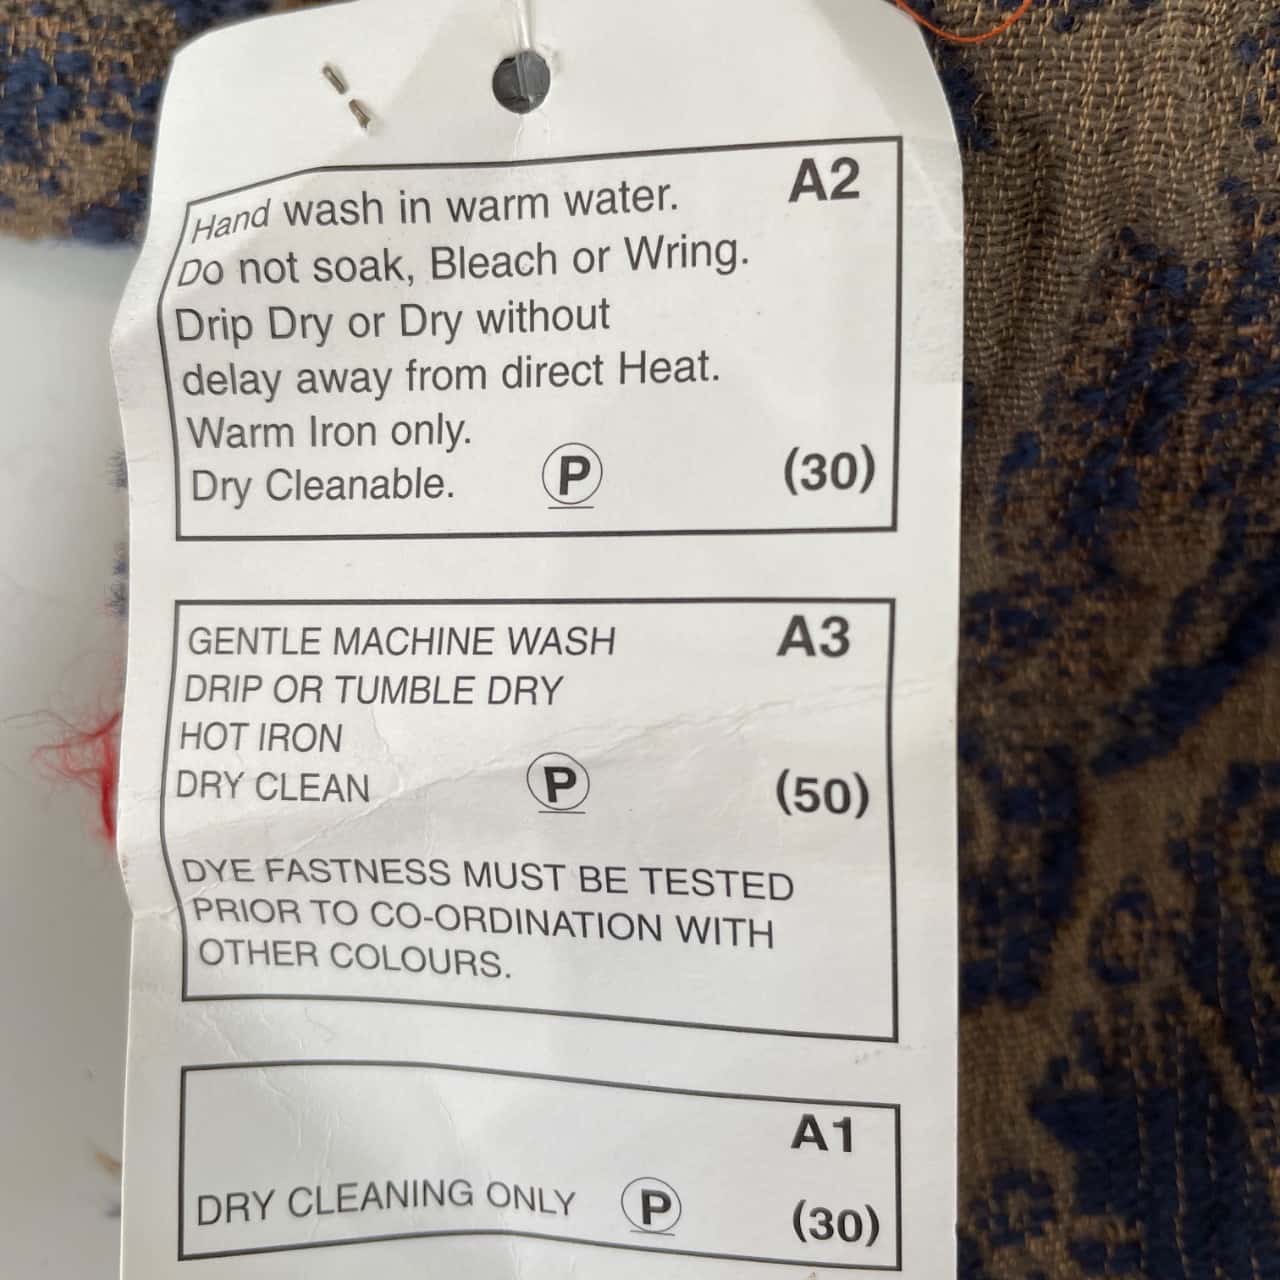 A2
Hand wash in warm water.
Do not soak, Bleach or Wring.
Drip Dry or Dry without
delay away from direct Heat.
Warm Iron only.
Dry Cleanable. P (30)
GENTLE MACHINE WASH A3
DRIP OR TUMBLE DRY
HOT IRON
DRY CLEAN P (50)
DYE FASTNESS MUST BE TESTED
PRIOR TO CO-ORDINATION WITH
OTHER COLOURS.
A1
DRY CLEANING ONLY P (30)